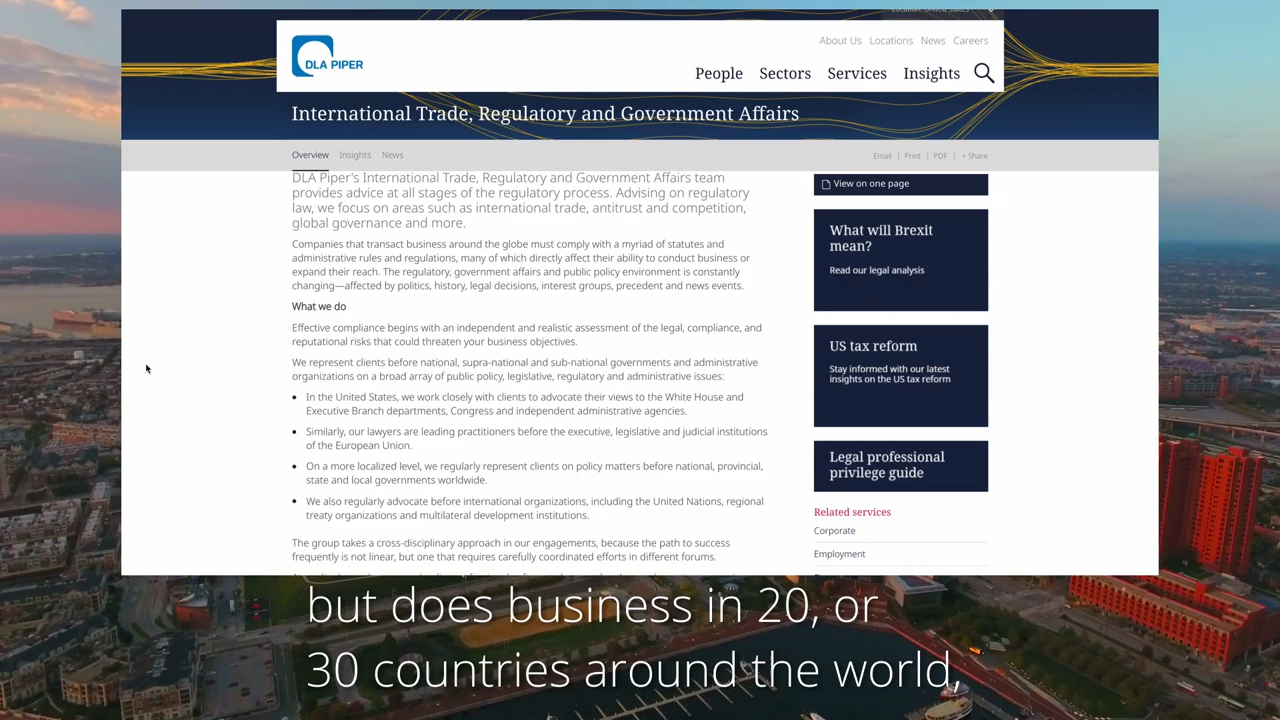 Location: United States
About Us Locations News Careers
DLA PIPER
People Sectors Services Insights
International Trade, Regulatory and Government Affairs
Overview Insights News
Email | Print | PDF | + Share
DLA Piper's International Trade, Regulatory and Government Affairs team
provides advice at all stages of the regulatory process. Advising on regulatory
law, we focus on areas such as international trade, antitrust and competition,
global governance and more.
Companies that transact business around the globe must comply with a myriad of statutes and
administrative rules and regulations, many of which directly affect their ability to conduct business or
expand their reach. The regulatory, government affairs and public policy environment is constantly
changing—affected by politics, history, legal decisions, interest groups, precedent and news events.
What we do
Effective compliance begins with an independent and realistic assessment of the legal, compliance, and
reputational risks that could threaten your business objectives.
We represent clients before national, supra-national and sub-national governments and administrative
organizations on a broad array of public policy, legislative, regulatory and administrative issues:
• In the United States, we work closely with clients to advocate their views to the White House and
Executive Branch departments, Congress and independent administrative agencies.
• Similarly, our lawyers are leading practitioners before the executive, legislative and judicial institutions
of the European Union.
• On a more localized level, we regularly represent clients on policy matters before national, provincial,
state and local governments worldwide.
• We also regularly advocate before international organizations, including the United Nations, regional
treaty organizations and multilateral development institutions.
The group takes a cross-disciplinary approach in our engagements, because the path to success
frequently is not linear, but one that requires carefully coordinated efforts in different forums.
View on one page
What will Brexit
mean?
Read our legal analysis
US tax reform
Stay informed with our latest
insights on the US tax reform
Legal professional
privilege guide
Related services
Corporate
Employment
but does business in 20, or
30 countries around the world,